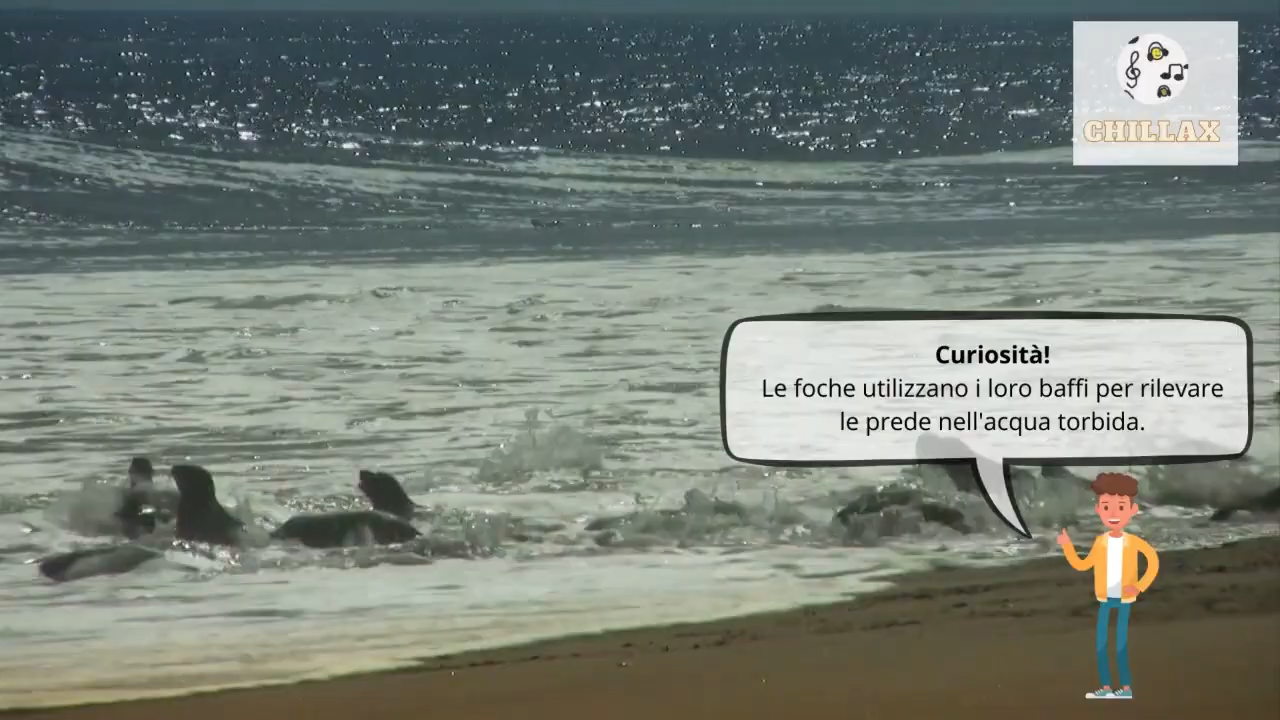 CHILLAX
Curiosità!
Le foche utilizzano i loro baffi per rilevare
le prede nell'acqua torbida.